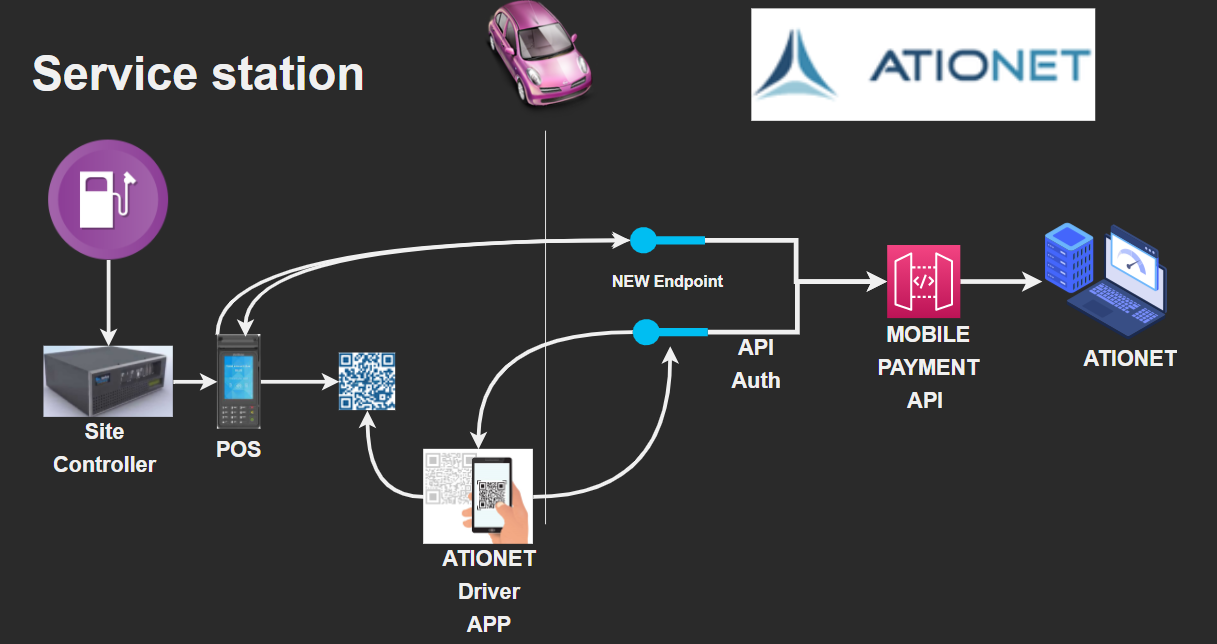 Service station
ATIONET
NEW Endpoint
API
Auth
MOBILE
PAYMENT
API
ATIONET
Site
Controller
POS
ATIONET
Driver
APP